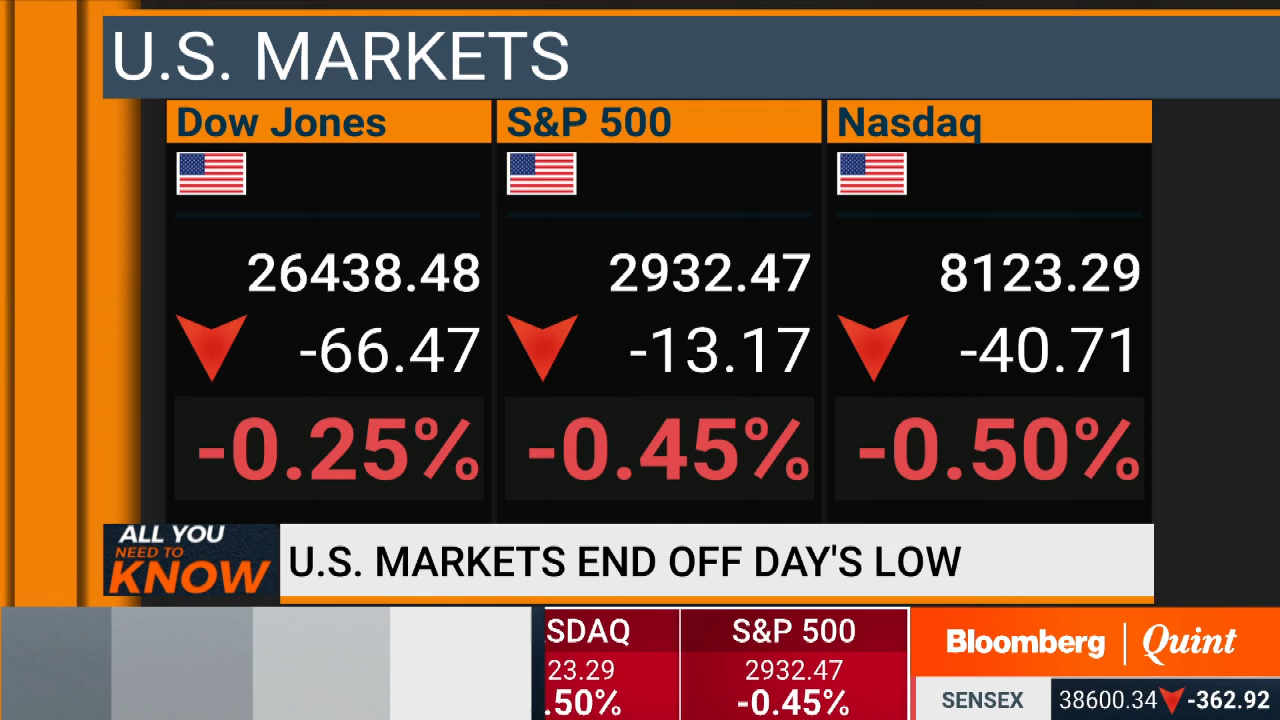 U.S. MARKETS
Dow Jones
26438.48
-66.47
-0.25%
S&P 500
2932.47
-13.17
-0.45%
Nasdaq
8123.29
-40.71
-0.50%
ALL YOU
NEED TO
KNOW
U.S. MARKETS END OFF DAY'S LOW
SDAQ
23.29
.50%
S&P 500
2932.47
-0.45%
Bloomberg | Quint
SENSEX 38600.34 -362.92